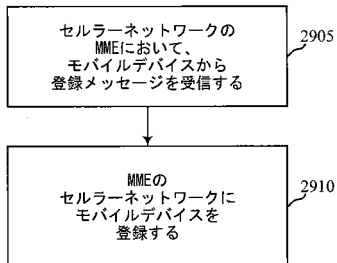 セルラーネットワークの
MMEにおいて、
モバイルデバイスから
登録メッセージを受信する
2905
MMEの
セルラーネットワークに
モバイルデバイスを
登録する
2910